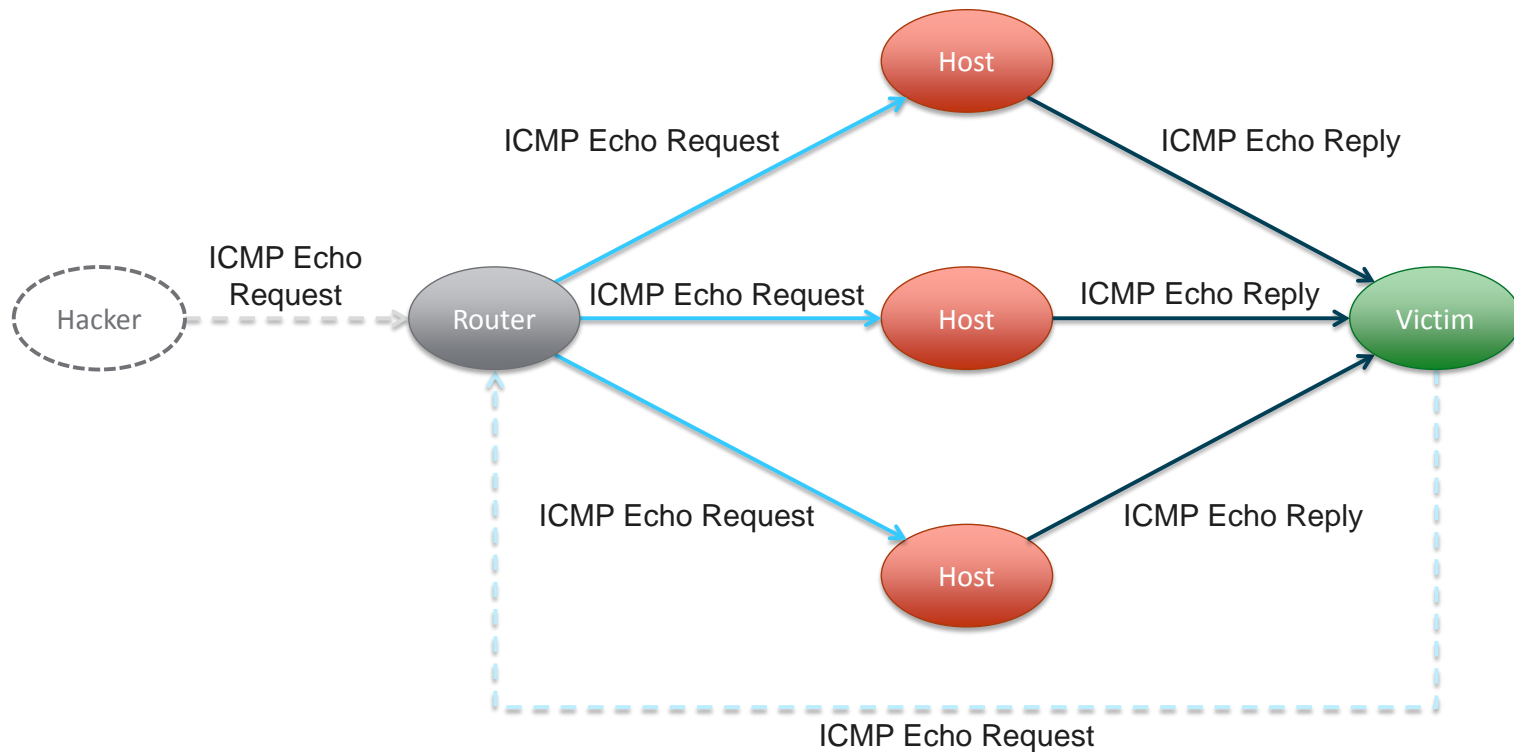 Host
ICMP Echo Request
ICMP Echo Reply
ICMP Echo
Request
Hacker
Router
ICMP Echo Request
Host
ICMP Echo Reply
Victim
ICMP Echo Request
ICMP Echo Reply
Host
ICMP Echo Request